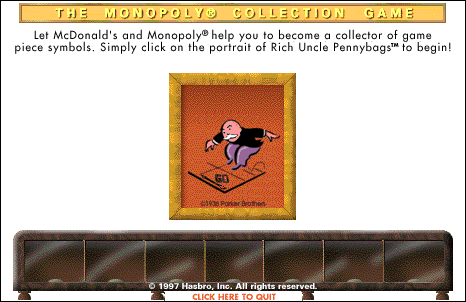 THE MONOPOLY® COLLECTION GAME
Let McDonald's and Monopoly® help you to become a collector of game
piece symbols. Simply click on the portrait of Rich Uncle Pennybags™ to begin!
GO
©1936 Parker Brothers
© 1997 Hasbro, Inc. All rights reserved.
CLICK HERE TO QUIT